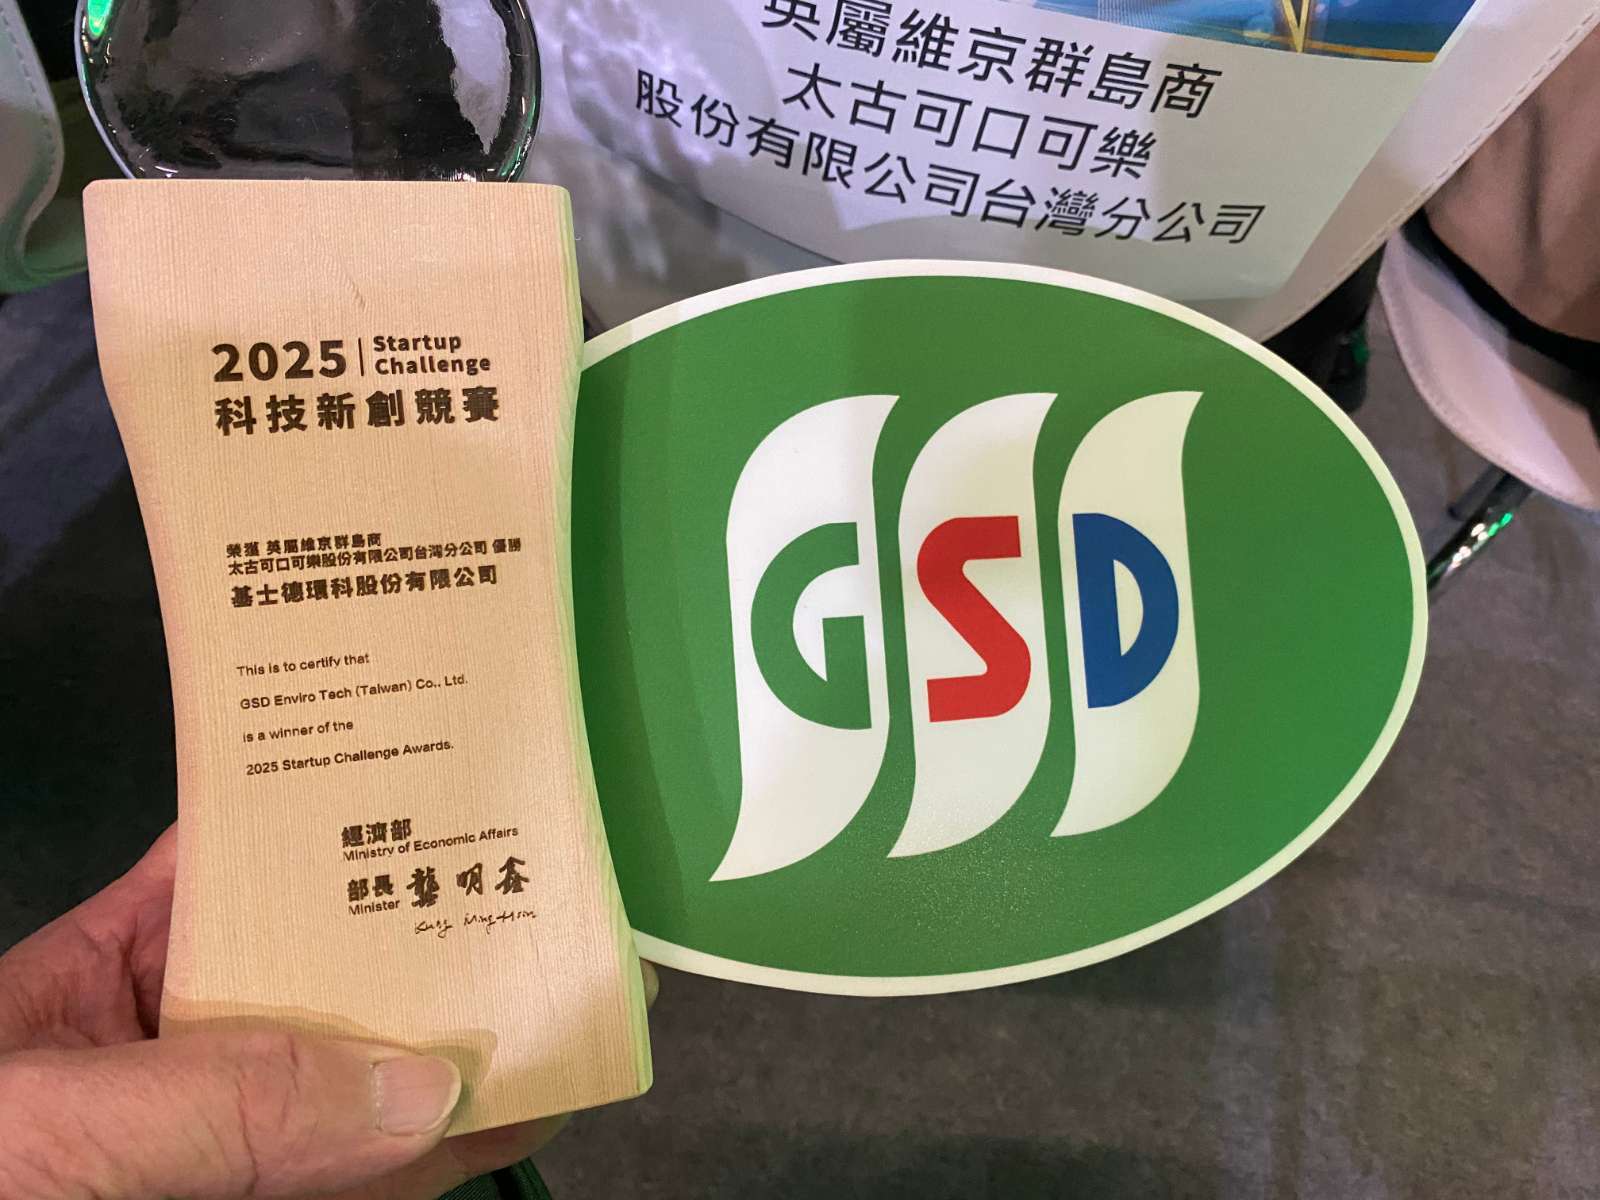 英屬維京群島商
太古可口可樂
股份有限公司台灣分公司
2025
Startup
Challenge
科技新創競賽
榮獲 英屬維京群島商
太古可口可樂股份有限公司台灣分公司 優勝
基士德環科股份有限公司
This is to certify that
GSD Enviro Tech (Taiwan) Co., Ltd.
is a winner of the
2025 Startup Challenge Awards.
經濟部
Ministry of Economic Affairs
部長 龔明鑫
Minister
Kung Ming-Hsin
GSD